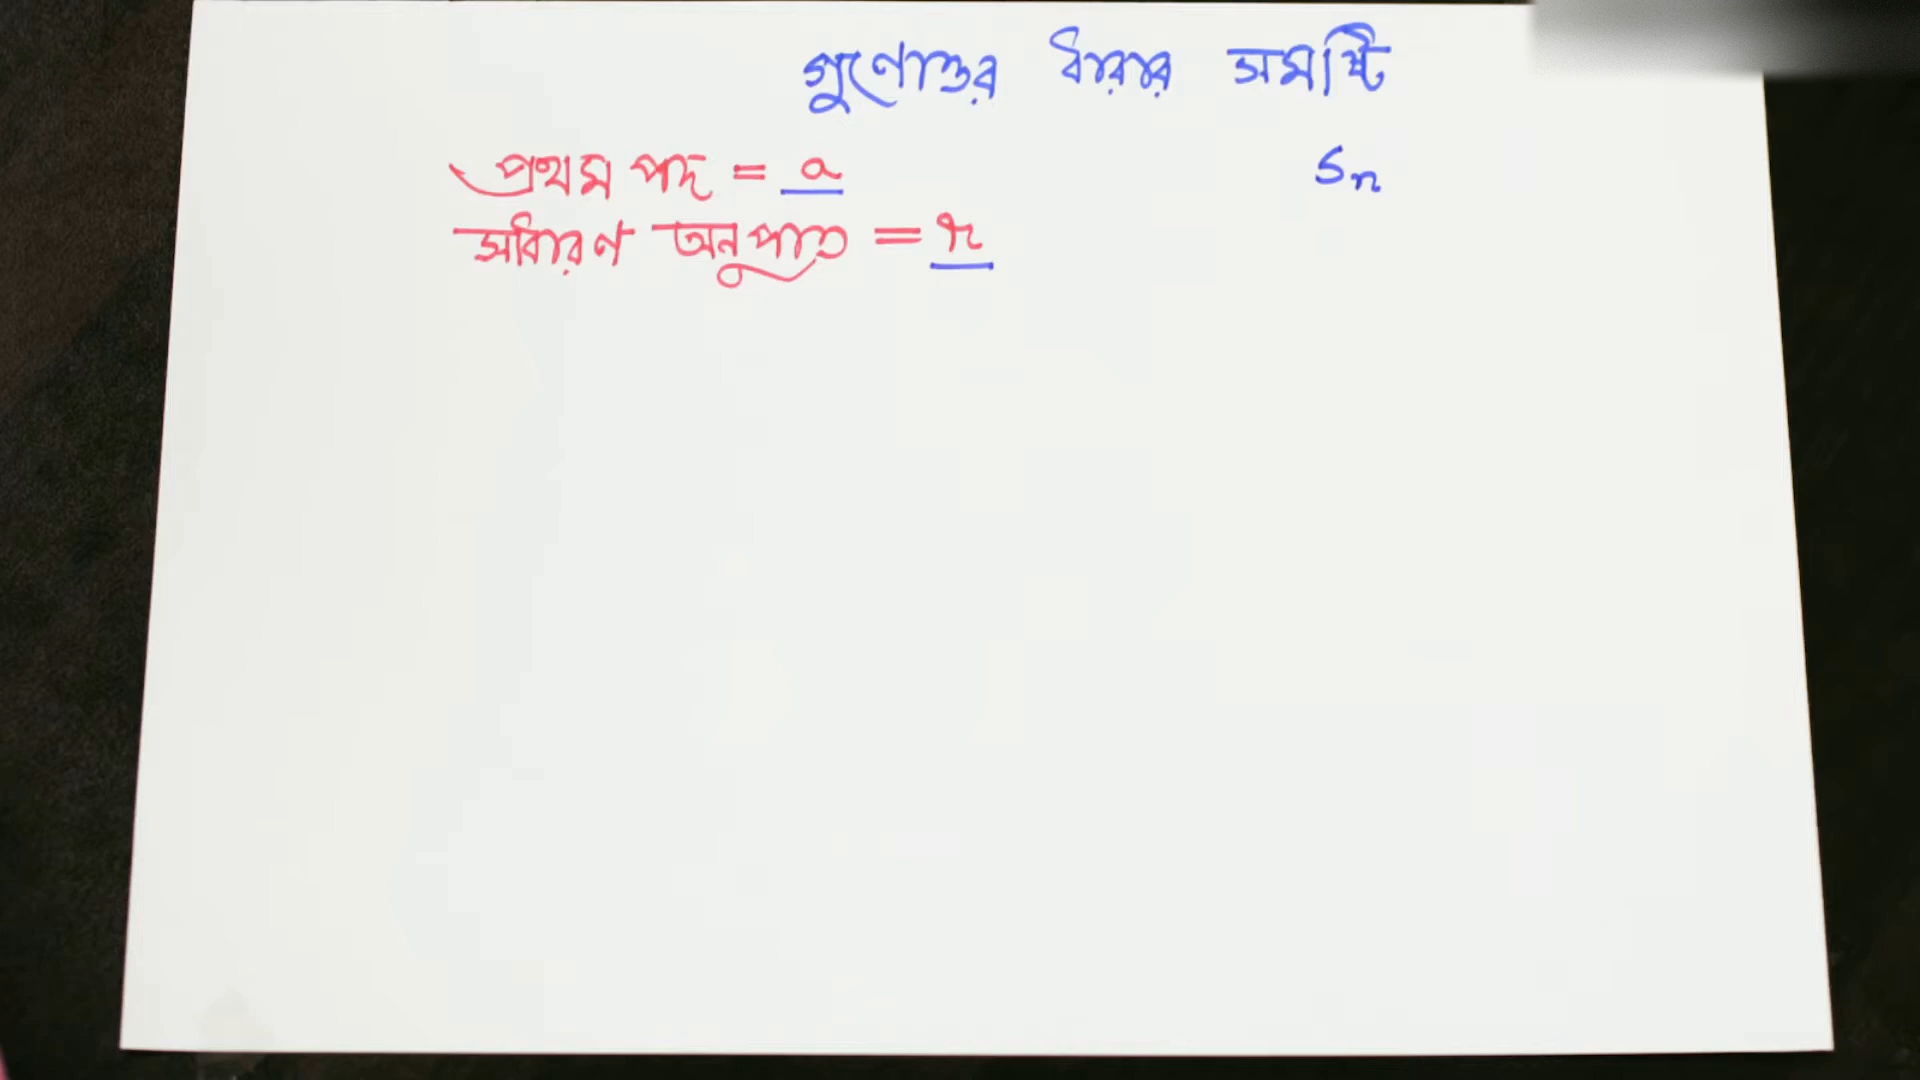 গুণোত্তর ধারার সমষ্টি
প্রথম পদ = a
Sn
সাধারণ অনুপাত = r